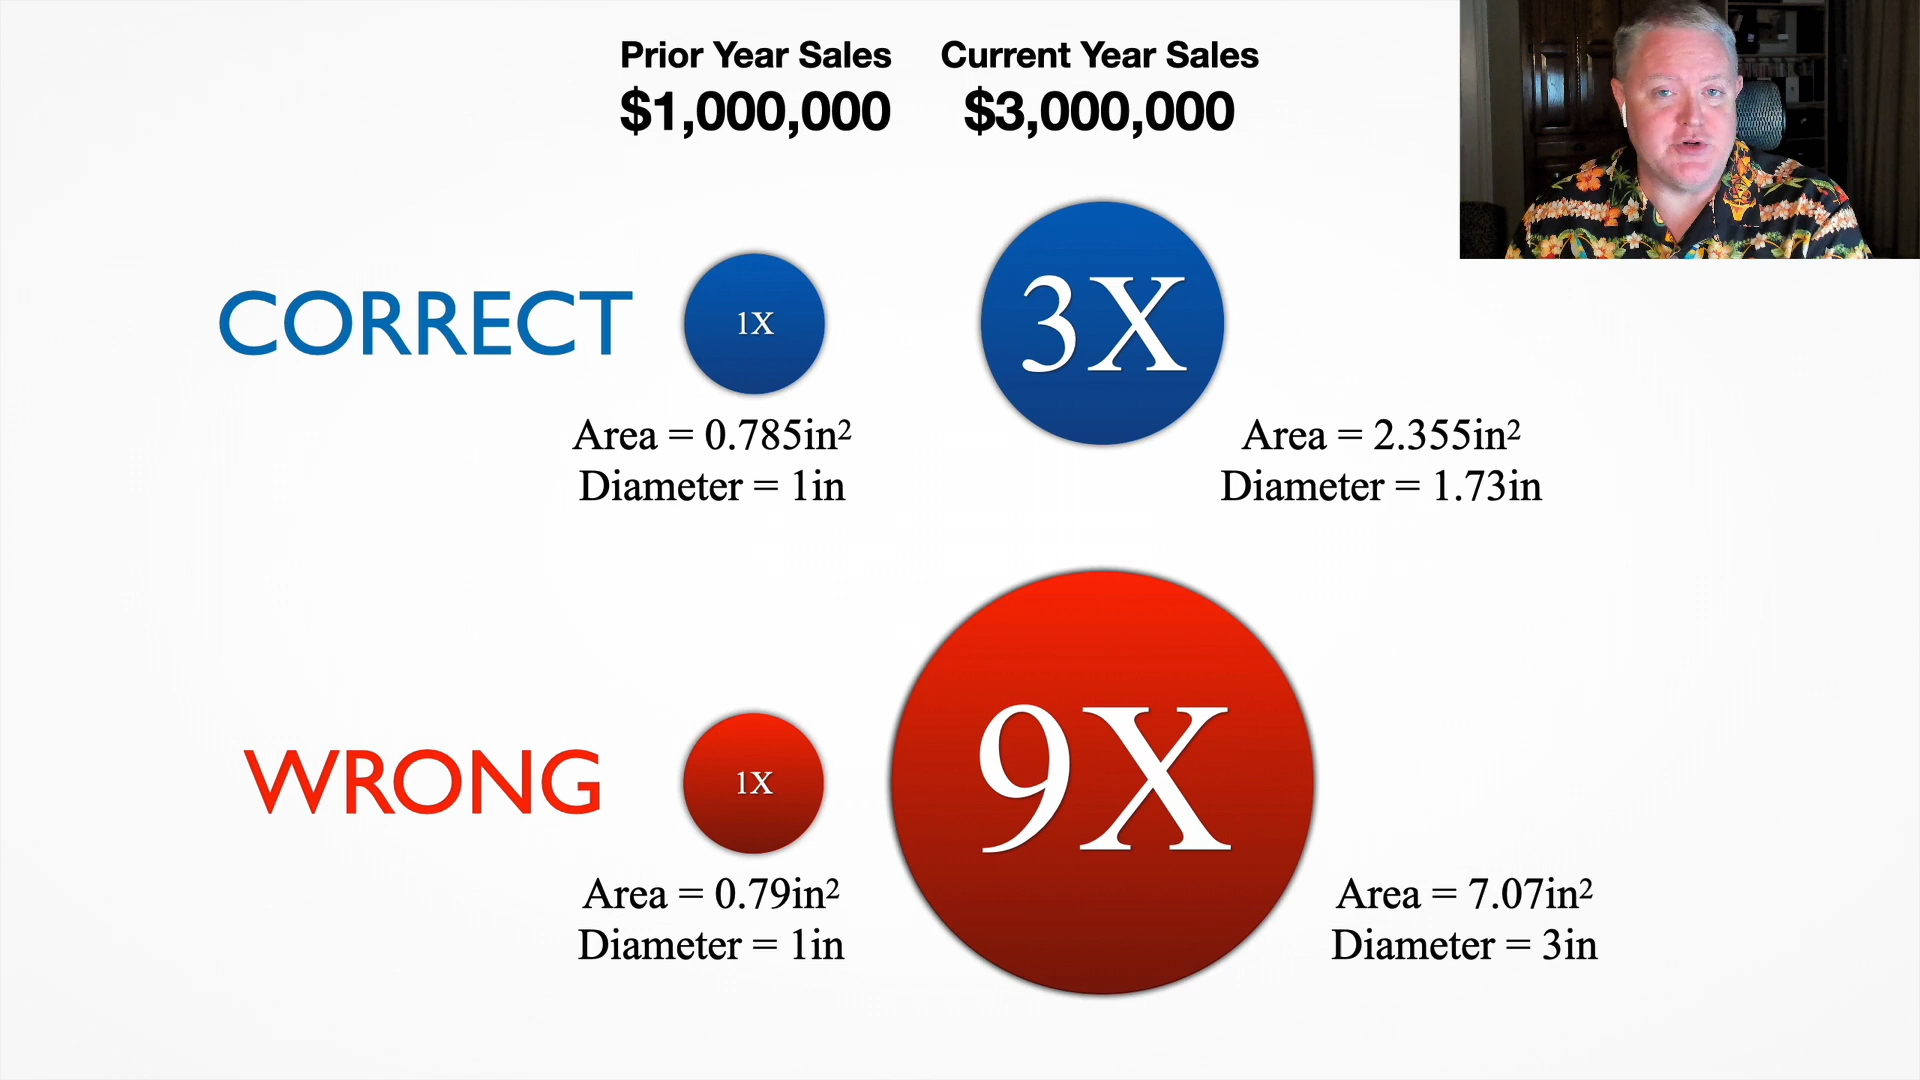 Prior Year Sales
$1,000,000
Current Year Sales
$3,000,000
CORRECT
1X
3X
Area = 0.785in²
Diameter = 1in
Area = 2.355in²
Diameter = 1.73in
WRONG
1X
9X
Area = 0.79in²
Diameter = 1in
Area = 7.07in²
Diameter = 3in